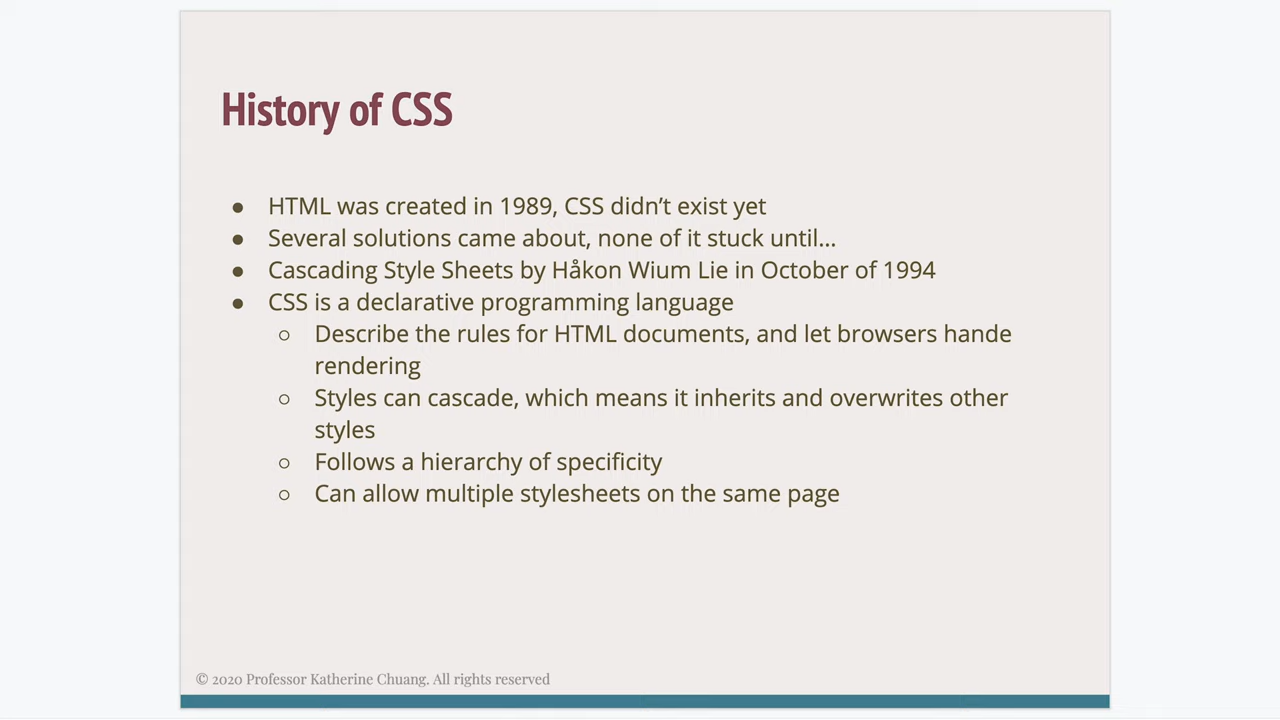 History of CSS
● HTML was created in 1989, CSS didn’t exist yet
● Several solutions came about, none of it stuck until...
● Cascading Style Sheets by Håkon Wium Lie in October of 1994
● CSS is a declarative programming language
○ Describe the rules for HTML documents, and let browsers hande
rendering
○ Styles can cascade, which means it inherits and overwrites other
styles
○ Follows a hierarchy of specificity
○ Can allow multiple stylesheets on the same page
© 2020 Professor Katherine Chuang. All rights reserved